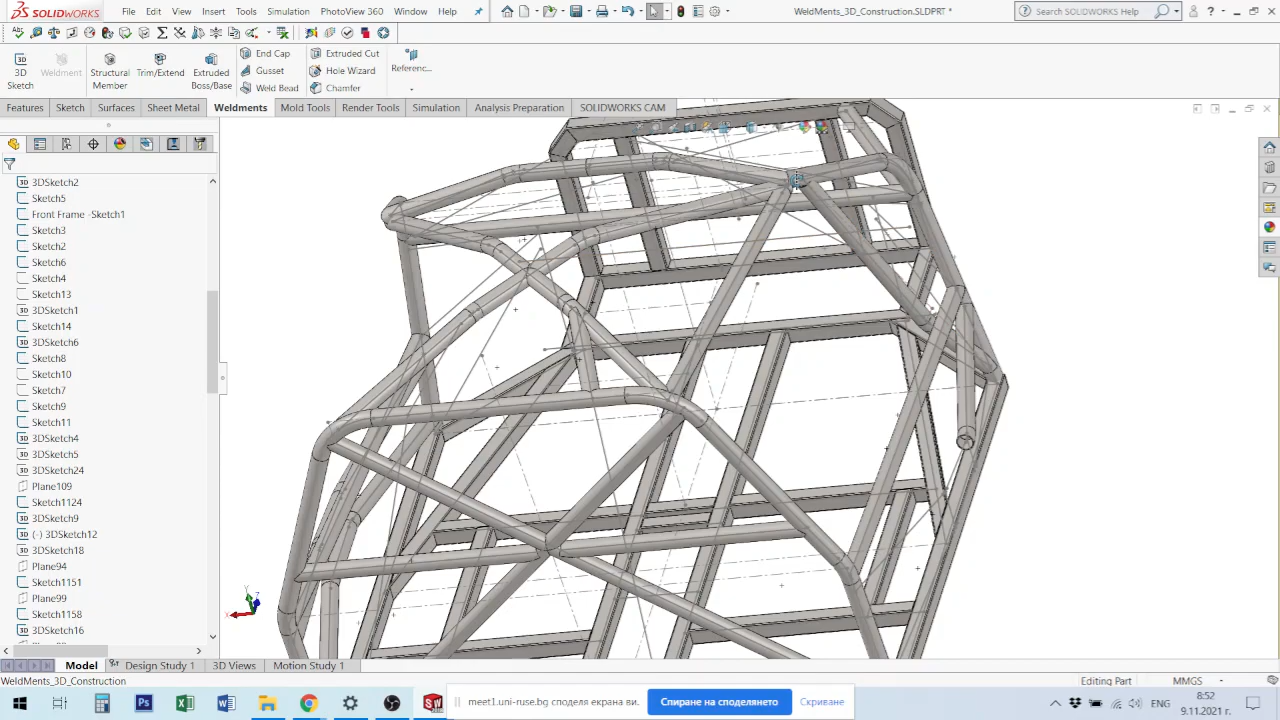 SOLIDWORKS File Edit View Insert Tools Simulation PhotoView 360 Window Help WeldMents_3D_Construction.SLDPRT * Search SOLIDWORKS Help
3D Sketch Weldment Structural Member Trim/Extend Extruded Boss/Base End Cap Gusset Weld Bead Extruded Cut Hole Wizard Chamfer Referenc...
Features Sketch Surfaces Sheet Metal Weldments Mold Tools Render Tools Simulation Analysis Preparation SOLIDWORKS CAM
3DSketch2
Sketch5
Front Frame -Sketch1
Sketch3
Sketch2
Sketch6
Sketch4
Sketch13
3DSketch1
Sketch14
3DSketch6
Sketch8
Sketch10
Sketch7
Sketch9
Sketch11
3DSketch4
3DSketch5
3DSketch24
Plane109
Sketch1124
3DSketch9
(-) 3DSketch12
3DSketch18
Plane94
Sketch1151
Plane99
Sketch1158
3DSketch16
Model Design Study 1 3D Views Motion Study 1
WeldMents_3D_Construction Editing Part MMGS
meet1.uni-ruse.bg споделя екрана ви. Спиране на споделянето Скриване
ENG 8:52
9.11.2021 г.